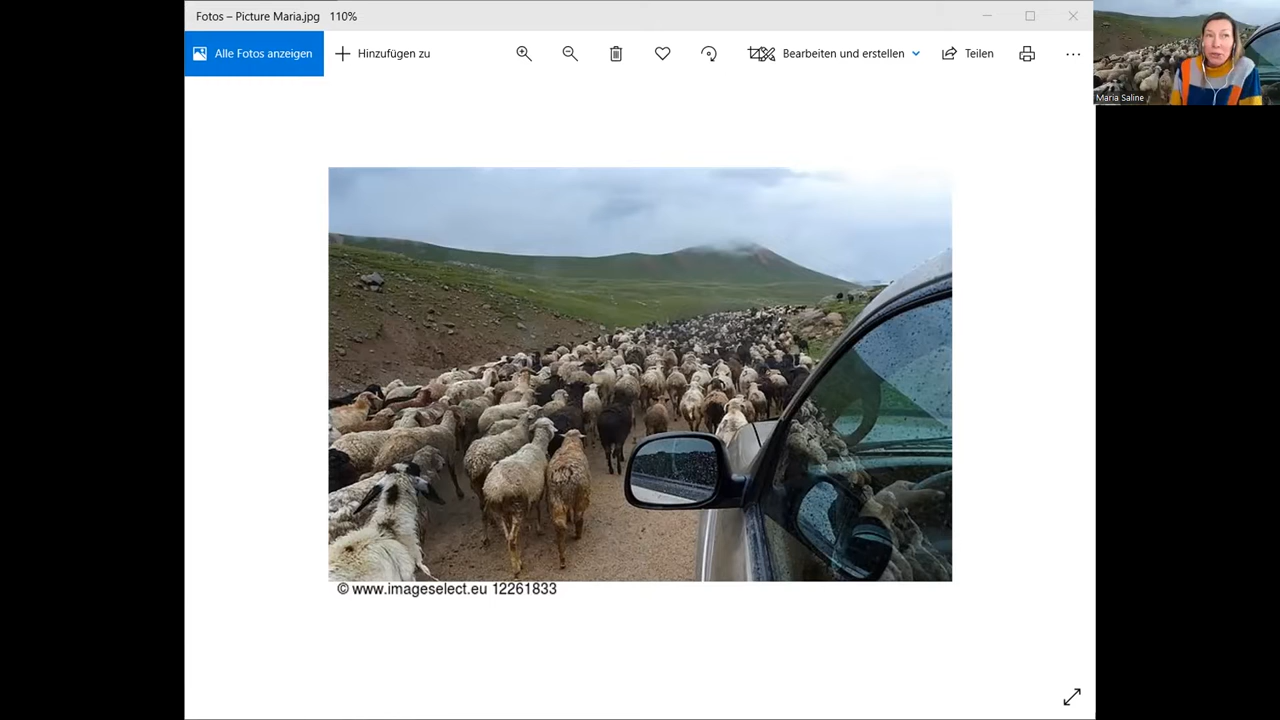 Fotos – Picture Maria.jpg 110%
Alle Fotos anzeigen
Hinzufügen zu
Bearbeiten und erstellen
Teilen
Maria Saline
© www.imageselect.eu 12261833